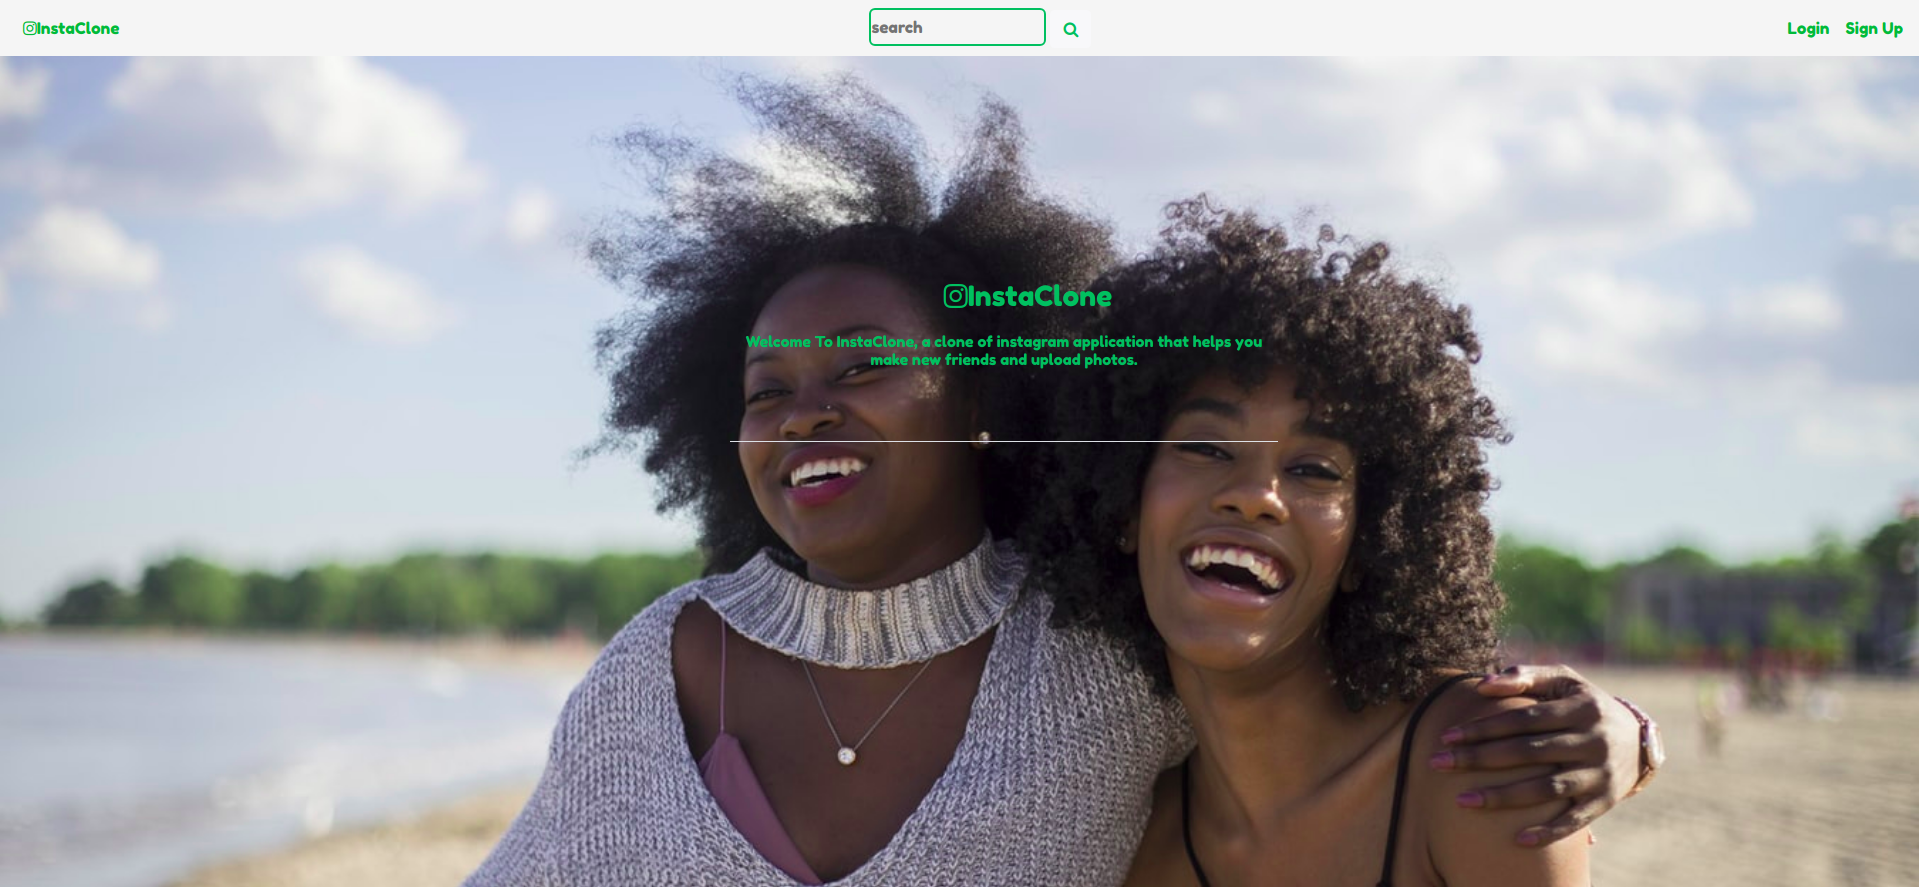 InstaClone
search
Login
Sign Up
InstaClone
Welcome To InstaClone, a clone of instagram application that helps you
make new friends and upload photos.